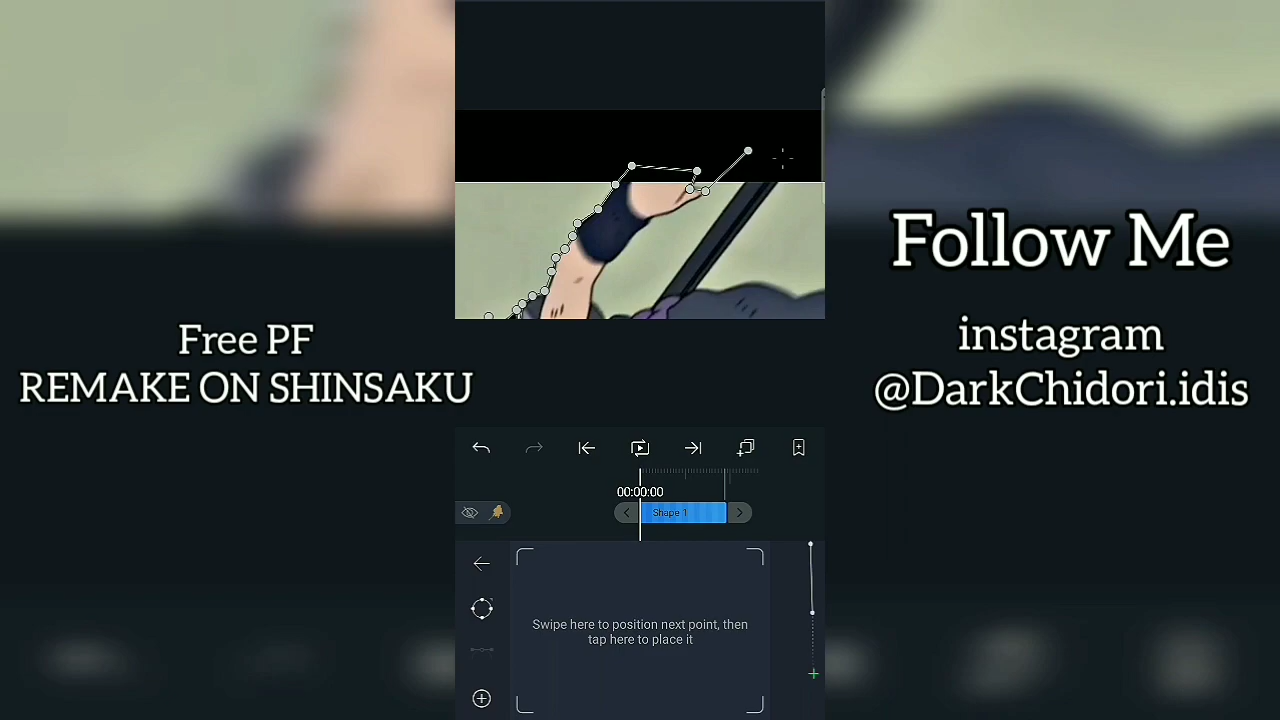 Free PF
REMAKE ON SHINSAKU
Follow Me
instagram
@DarkChidori.idis
00:00:00
Shape 1
Swipe here to position next point, then
tap here to place it